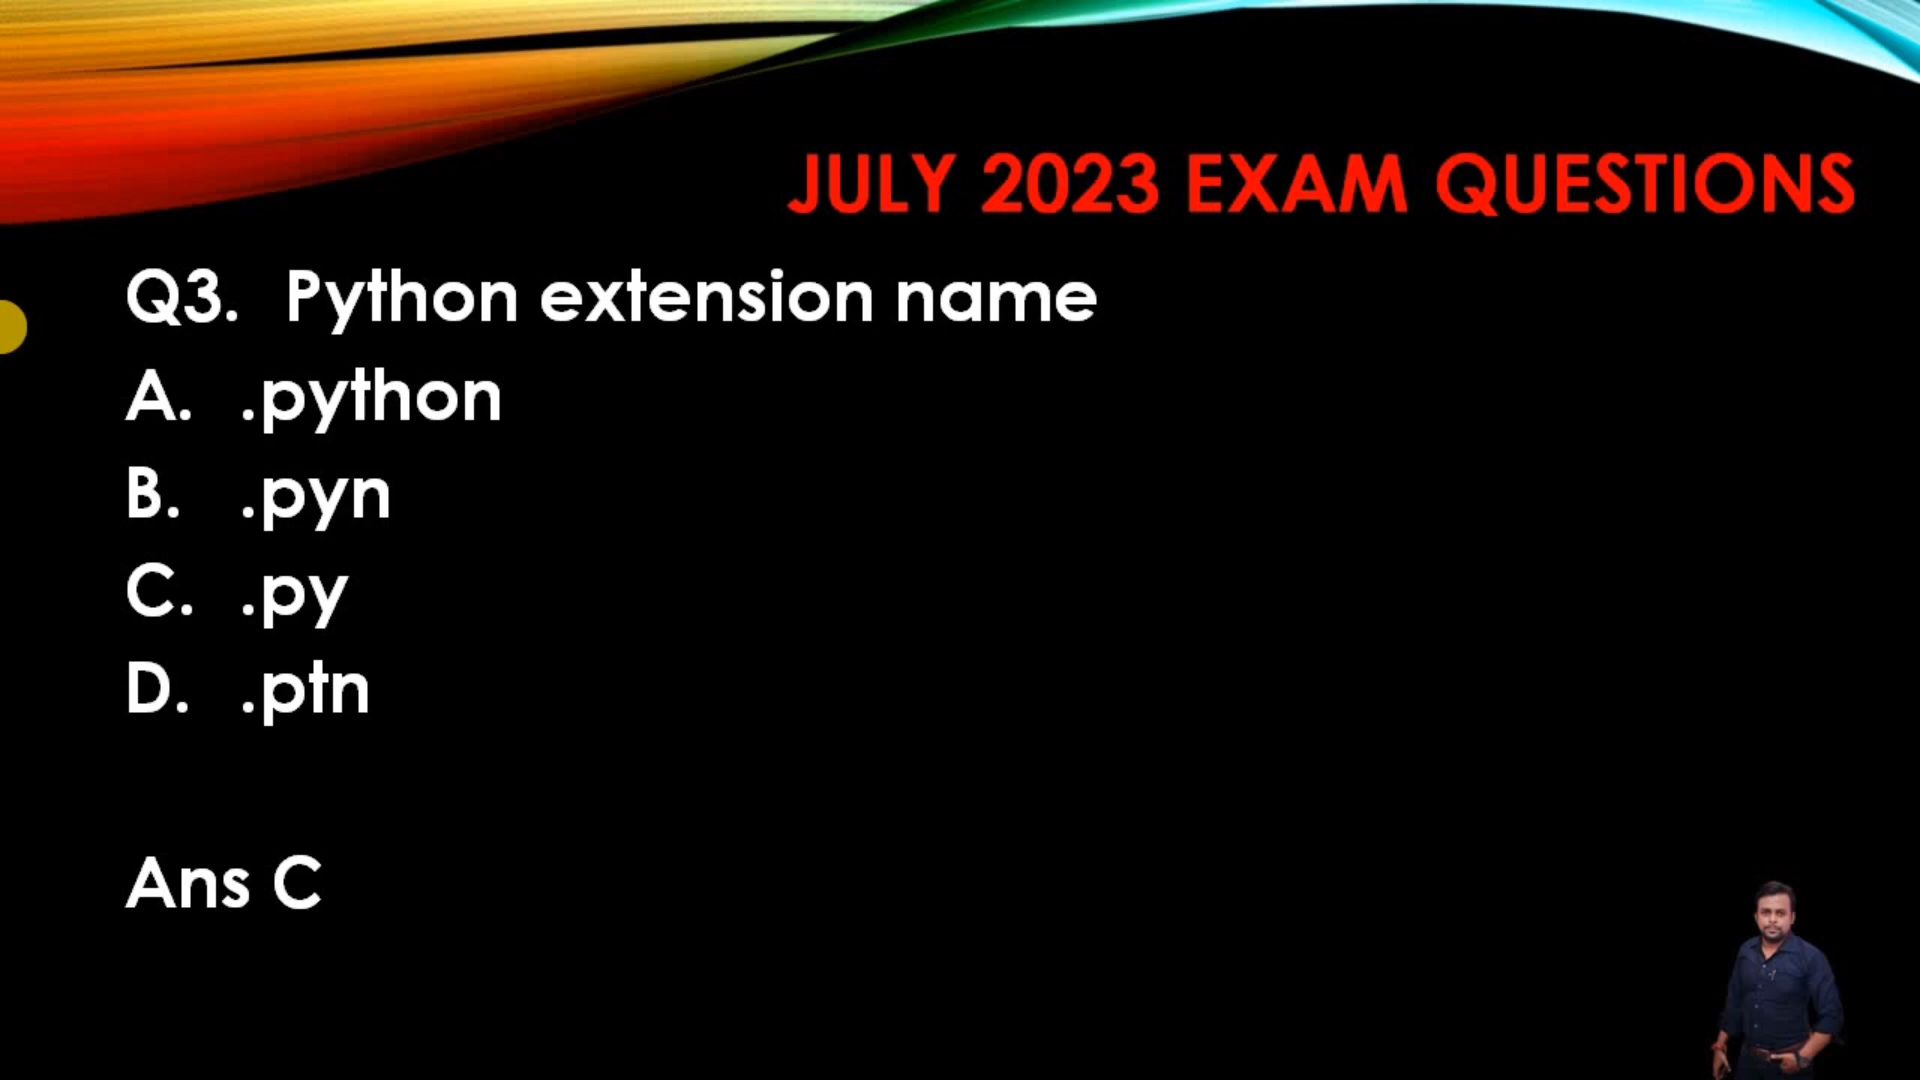 JULY 2023 EXAM QUESTIONS
Q3. Python extension name
A. .python
B. .pyn
C. .py
D. .ptn
Ans C